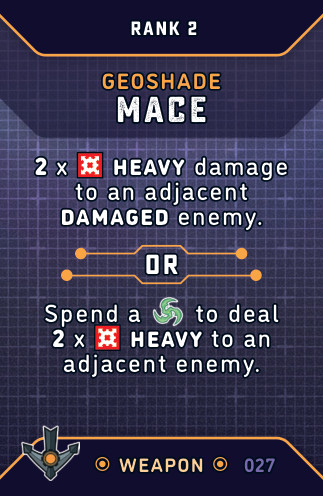 RANK 2
GEOSHADE
MACE
2 x HEAVY damage
to an adjacent
DAMAGED enemy.
OR
Spend a to deal
2 x HEAVY to an
adjacent enemy.
WEAPON 027